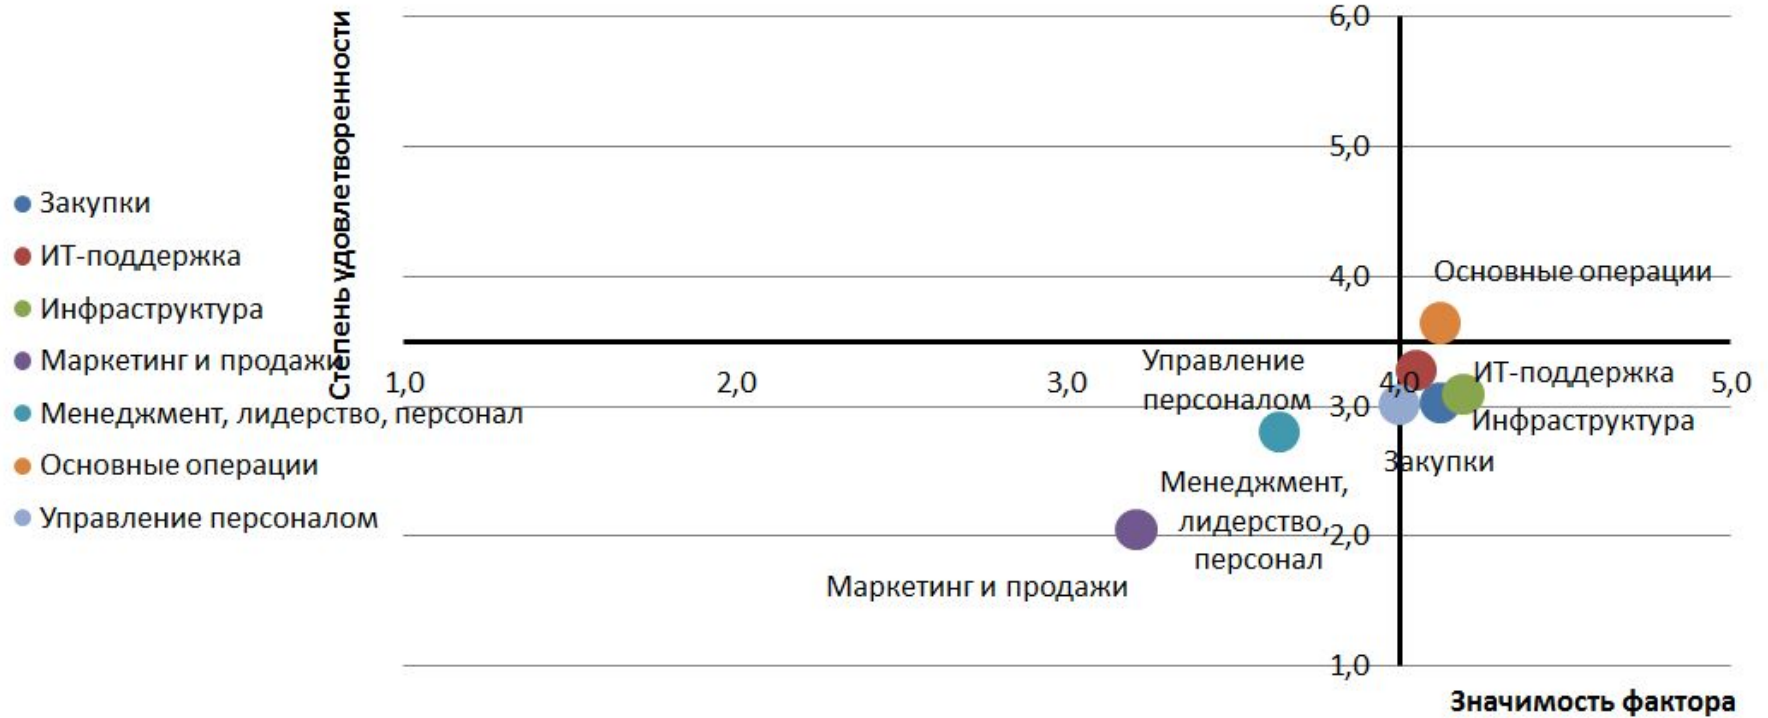 Степень удовлетворенности
Закупки
ИТ-поддержка
Инфраструктура
Маркетинг и продажи
Менеджмент, лидерство, персонал
Основные операции
Управление персоналом
6,0
5,0
4,0
3,0
2,0
1,0
1,0
2,0
3,0
4,0
5,0
Основные операции
Управление
персоналом
ИТ-поддержка
Инфраструктура
Закупки
Менеджмент,
лидерство,
персонал
Маркетинг и продажи
Значимость фактора